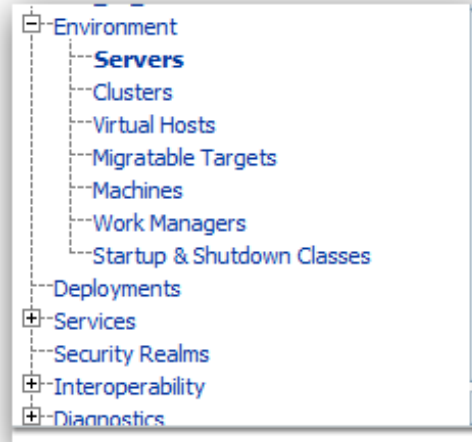 Environment
Servers
Clusters
Virtual Hosts
Migratable Targets
Machines
Work Managers
Startup & Shutdown Classes
Deployments
Services
Security Realms
Interoperability
Diagnostics